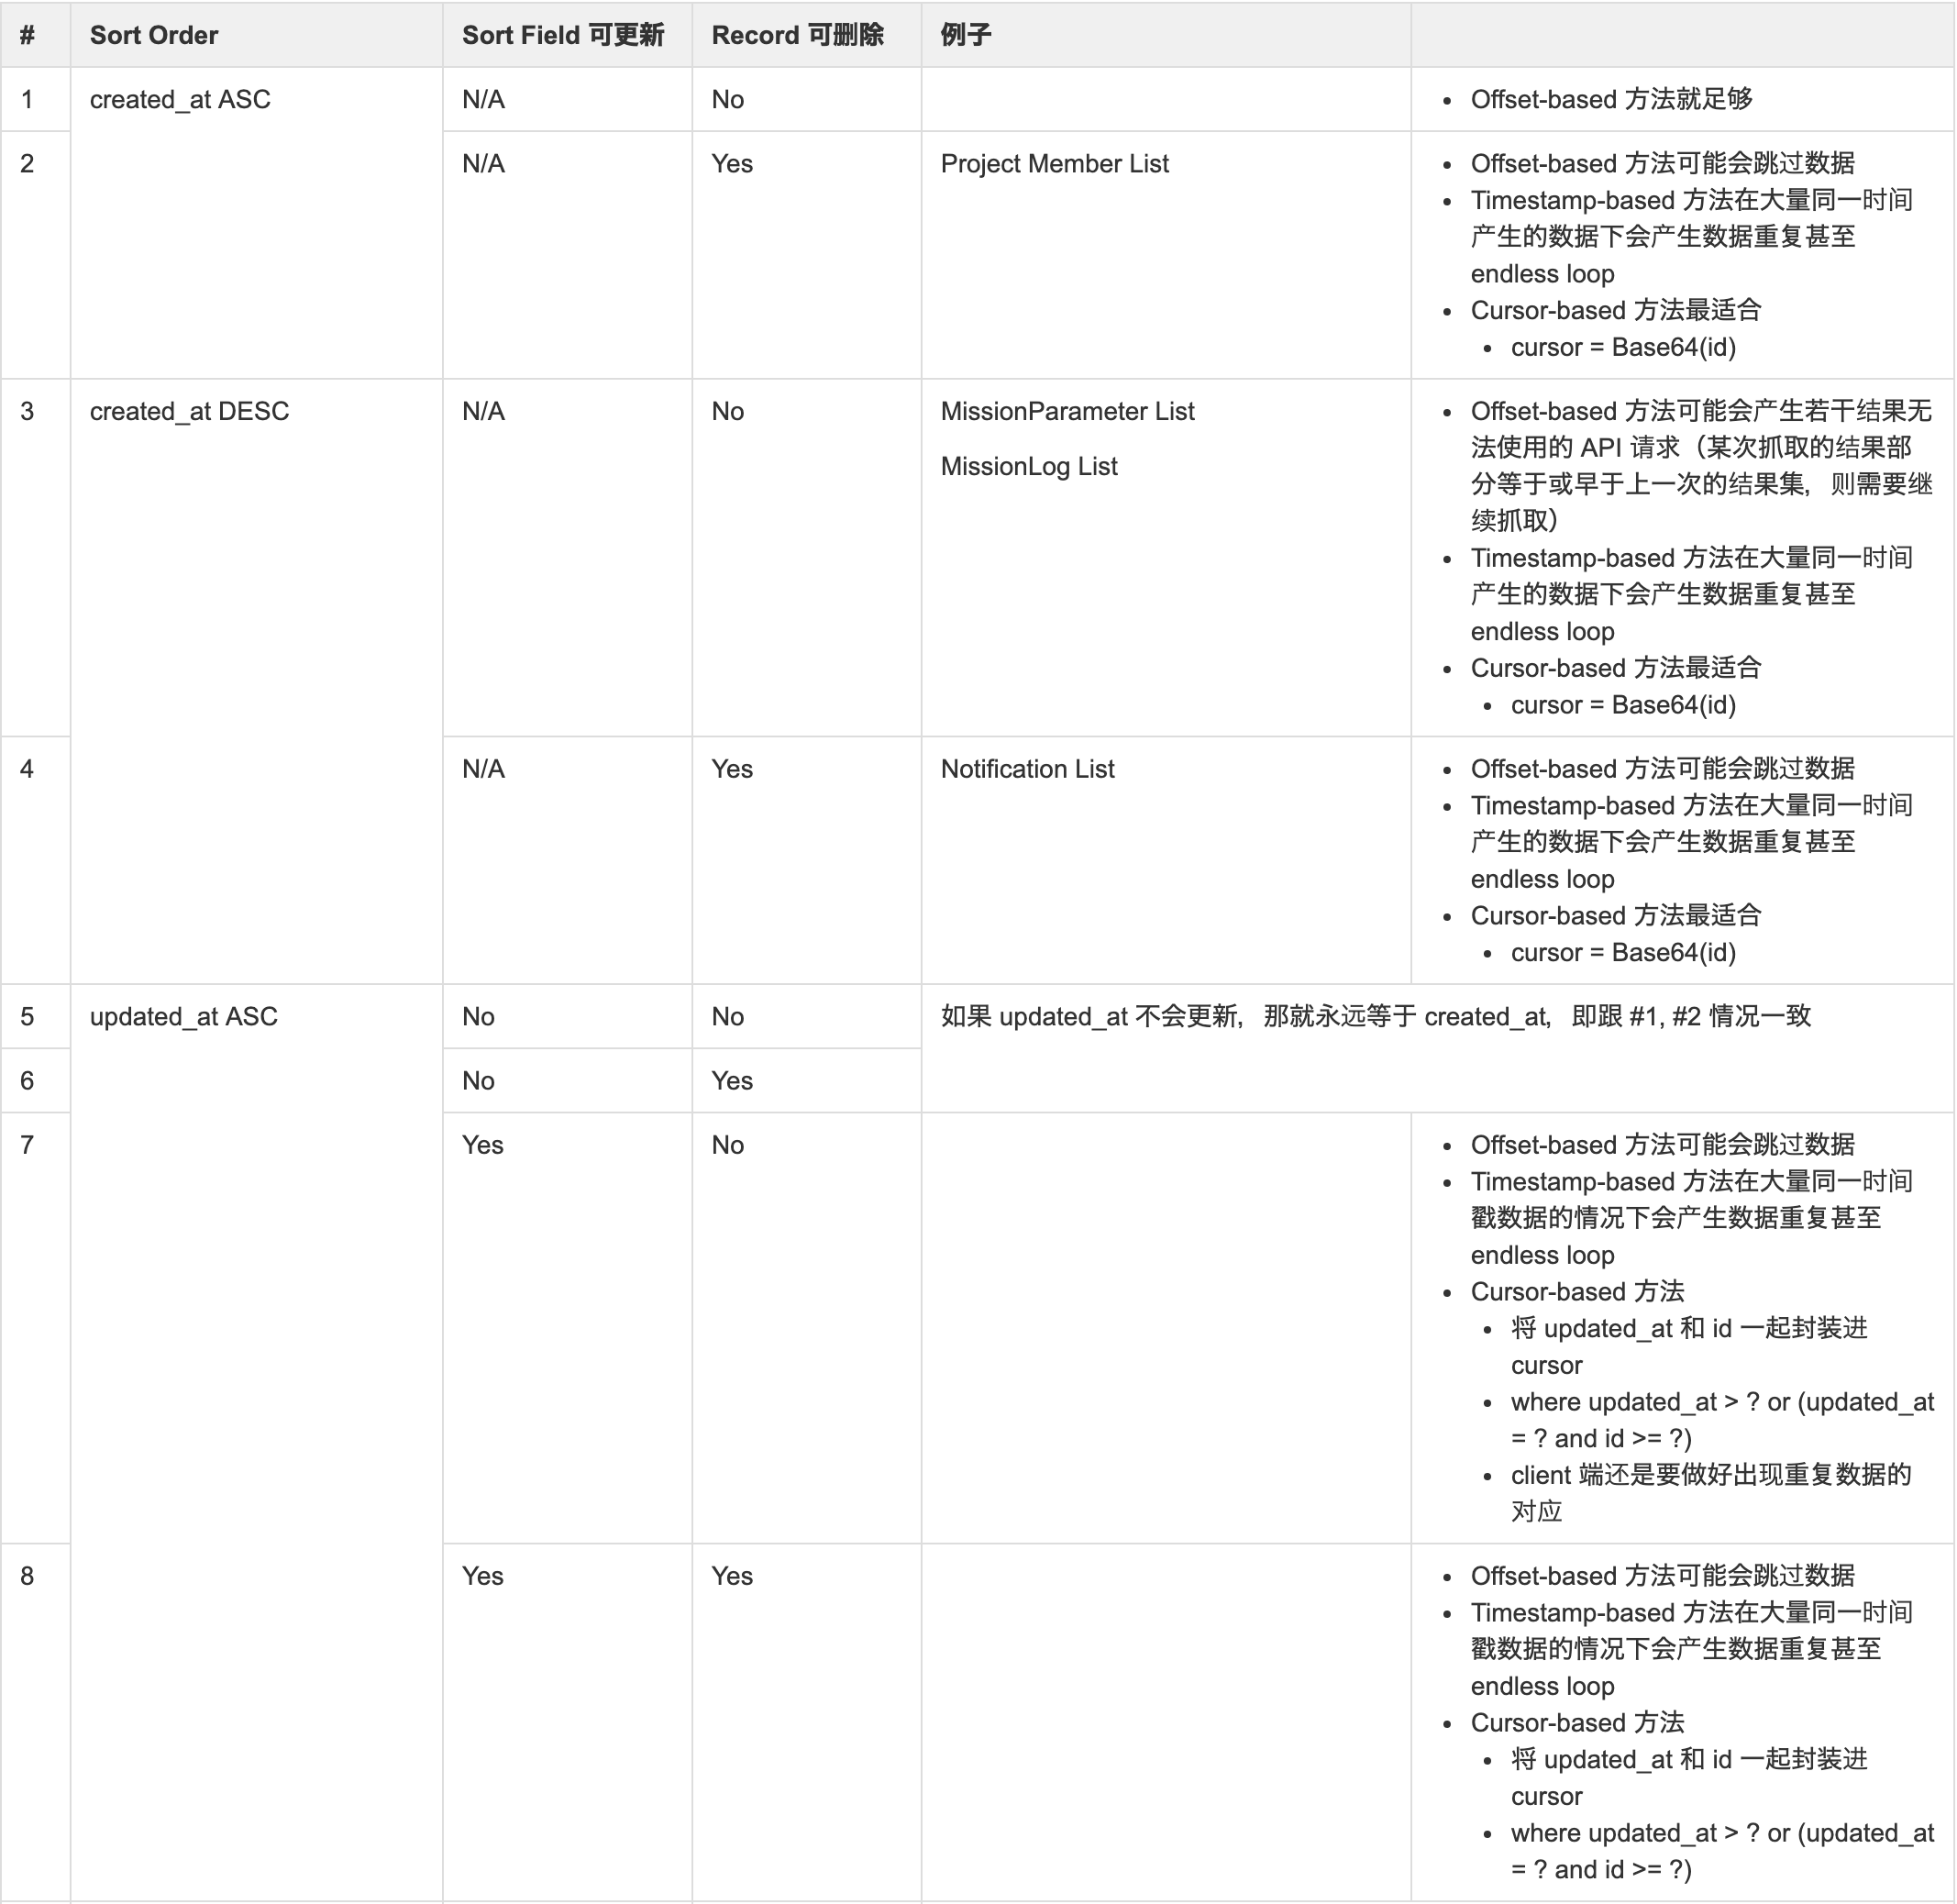 # Sort Order Sort Field 可更新 Record 可删除 例子
1 created_at ASC N/A No
Offset-based 方法就足够
2 N/A Yes Project Member List
Offset-based 方法可能会跳过数据
Timestamp-based 方法在大量同一时间
产生的数据下会产生数据重复甚至
endless loop
Cursor-based 方法最适合
cursor = Base64(id)
3 created_at DESC N/A No MissionParameter List
MissionLog List
Offset-based 方法可能会产生若干结果无
法使用的 API 请求（某次抓取的结果部
分等于或早于上一次的结果集，则需要继
续抓取）
Timestamp-based 方法在大量同一时间
产生的数据下会产生数据重复甚至
endless loop
Cursor-based 方法最适合
cursor = Base64(id)
4 N/A Yes Notification List
Offset-based 方法可能会跳过数据
Timestamp-based 方法在大量同一时间
产生的数据下会产生数据重复甚至
endless loop
Cursor-based 方法最适合
cursor = Base64(id)
5 updated_at ASC No No 如果 updated_at 不会更新，那就永远等于 created_at，即跟 #1, #2 情况一致
6 No Yes
7 Yes No
Offset-based 方法可能会跳过数据
Timestamp-based 方法在大量同一时间
戳数据的情况下会产生数据重复甚至
endless loop
Cursor-based 方法
将 updated_at 和 id 一起封装进
cursor
where updated_at > ? or (updated_at
= ? and id >= ?)
client 端还是要做好出现重复数据的
对应
8 Yes Yes
Offset-based 方法可能会跳过数据
Timestamp-based 方法在大量同一时间
戳数据的情况下会产生数据重复甚至
endless loop
Cursor-based 方法
将 updated_at 和 id 一起封装进
cursor
where updated_at > ? or (updated_at
= ? and id >= ?)